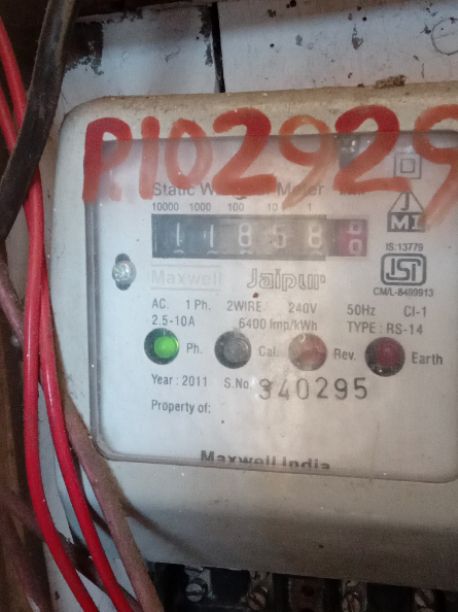 P.102929
Static W Meter
10000 1000 100 10 1
11858
IS:13779
Maxwell Jaipur
CM/L-8499913
AC. 1 Ph. 2WIRE 240V 50Hz Cl-1
2.5-10A 6400 Imp/kWh TYPE : RS-14
Ph. Cal. Rev. Earth
Year : 2011 S.No. 940295
Property of:
Maxwell India